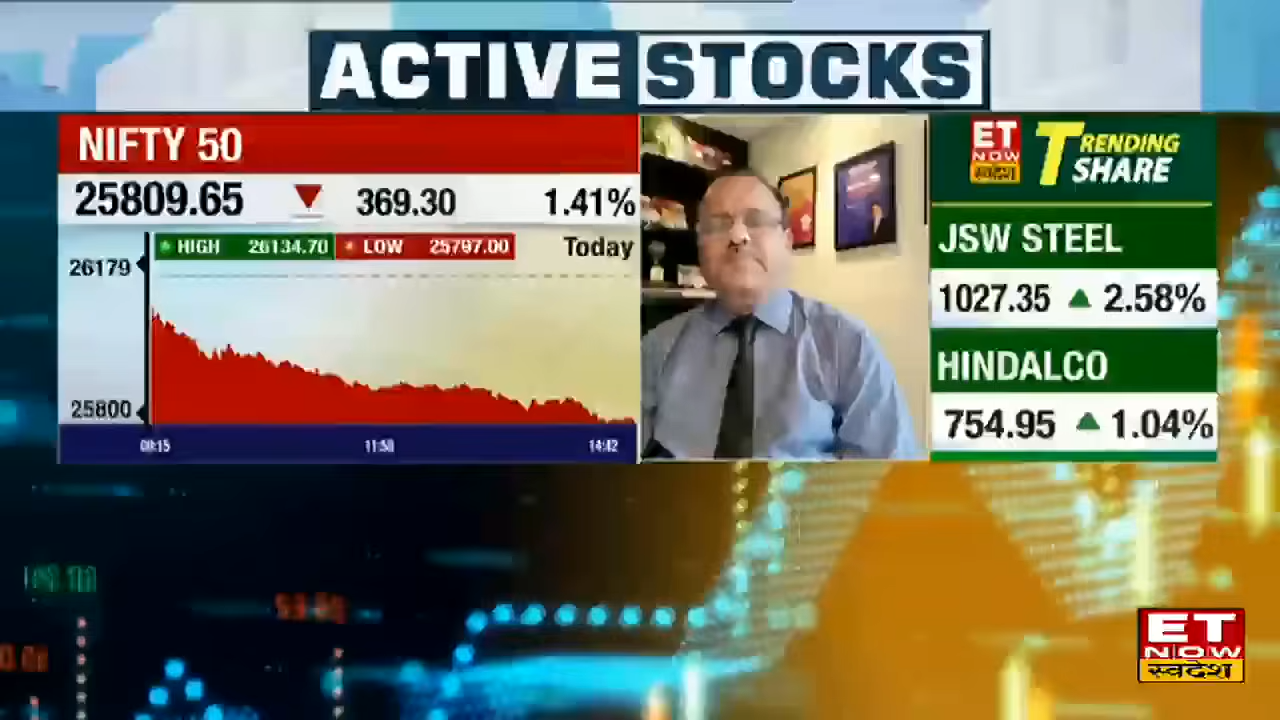 ACTIVE STOCKS
NIFTY 50
25809.65 ▼ 369.30 1.41%
HIGH 26134.70 LOW 25797.00 Today
26179
25800
11:50
14:42
ET
NOW
स्वदेश
TRENDING
SHARE
JSW STEEL
1027.35 ▲ 2.58%
HINDALCO
754.95 ▲ 1.04%
ET
NOW
स्वदेश